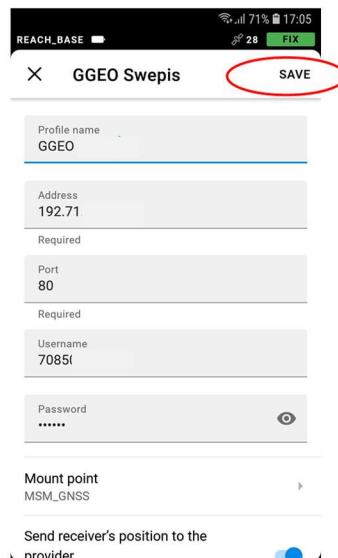 71% 17:05
REACH_BASE 28 FIX
GGEO Swepis SAVE
Profile name
GGEO
Address
192.71
Required
Port
80
Required
Username
7085(
Password
••••••
Mount point
MSM_GNSS
Send receiver's position to the
provider